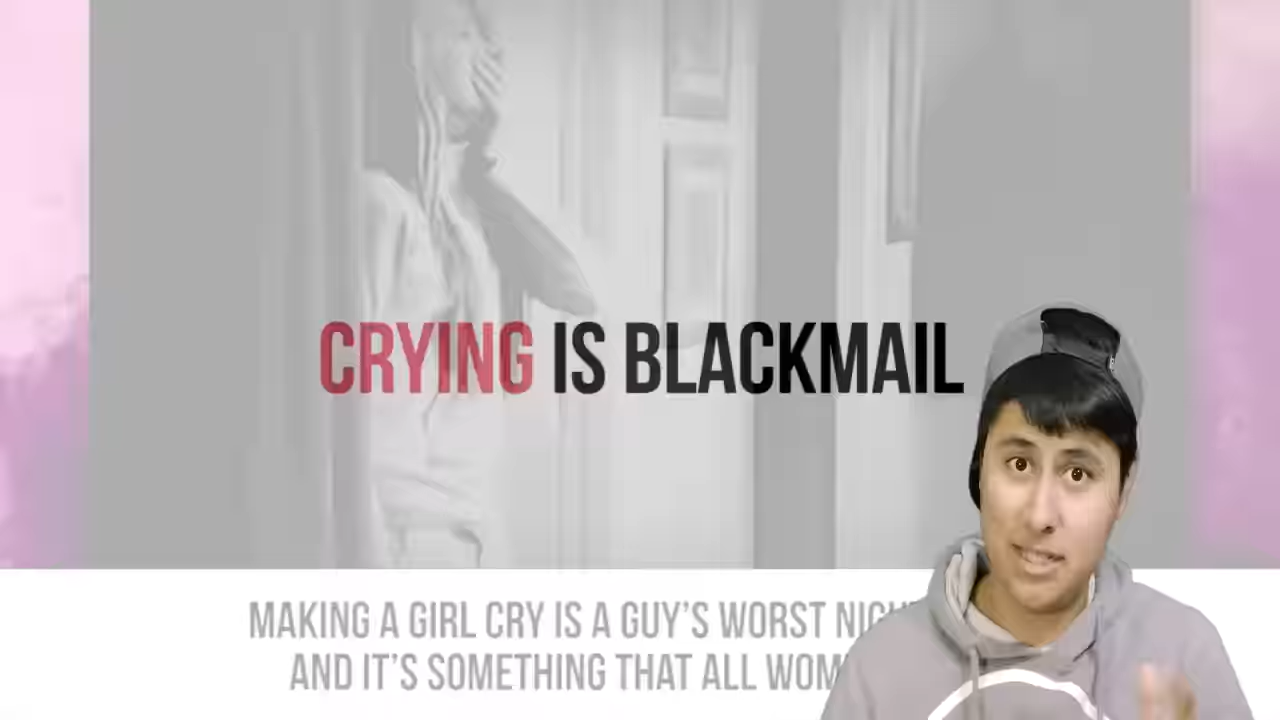 CRYING IS BLACKMAIL
MAKING A GIRL CRY IS A GUY'S WORST
AND IT'S SOMETHING THAT ALL